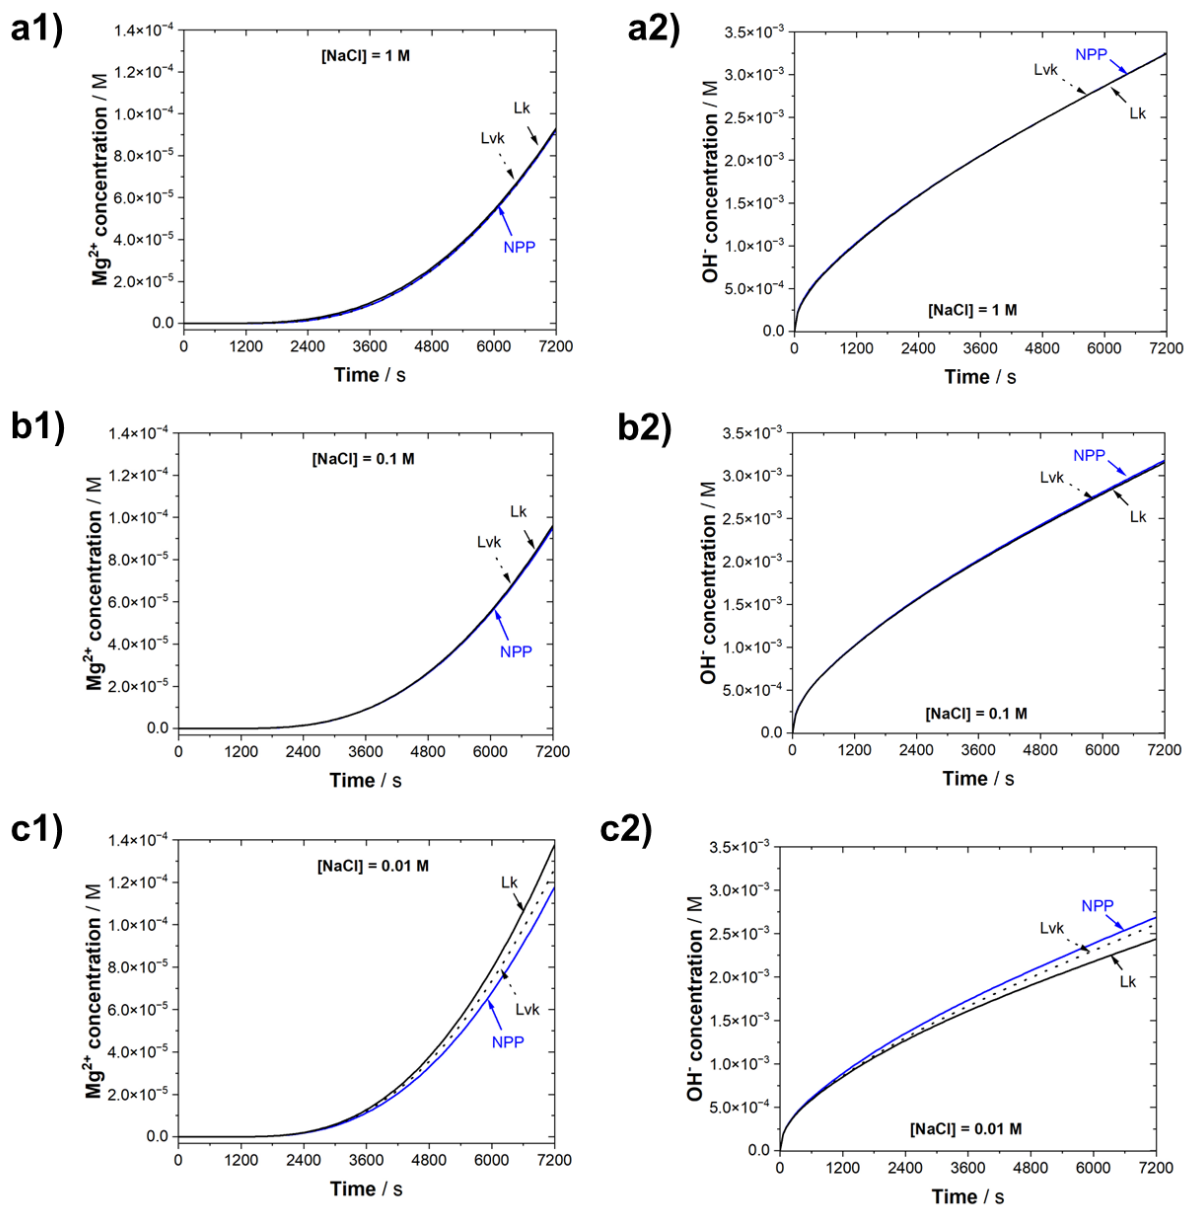 a1)
1.4×10⁻⁴
1.2×10⁻⁴
1.0×10⁻⁴
8.0×10⁻⁵
6.0×10⁻⁵
4.0×10⁻⁵
2.0×10⁻⁵
0.0
Mg²⁺ concentration / M
[NaCl] = 1 M
Lk
Lvk
NPP
0 1200 2400 3600 4800 6000 7200
Time / s
a2)
3.5×10⁻³
3.0×10⁻³
2.5×10⁻³
2.0×10⁻³
1.5×10⁻³
1.0×10⁻³
5.0×10⁻⁴
0.0
OH⁻ concentration / M
NPP
Lvk
Lk
[NaCl] = 1 M
0 1200 2400 3600 4800 6000 7200
Time / s
b1)
1.4×10⁻⁴
1.2×10⁻⁴
1.0×10⁻⁴
8.0×10⁻⁵
6.0×10⁻⁵
4.0×10⁻⁵
2.0×10⁻⁵
0.0
Mg²⁺ concentration / M
[NaCl] = 0.1 M
Lk
Lvk
NPP
0 1200 2400 3600 4800 6000 7200
Time / s
b2)
3.5×10⁻³
3.0×10⁻³
2.5×10⁻³
2.0×10⁻³
1.5×10⁻³
1.0×10⁻³
5.0×10⁻⁴
0.0
OH⁻ concentration / M
NPP
Lvk
Lk
[NaCl] = 0.1 M
0 1200 2400 3600 4800 6000 7200
Time / s
c1)
1.4×10⁻⁴
1.2×10⁻⁴
1.0×10⁻⁴
8.0×10⁻⁵
6.0×10⁻⁵
4.0×10⁻⁵
2.0×10⁻⁵
0.0
Mg²⁺ concentration / M
[NaCl] = 0.01 M
Lk
Lvk
NPP
0 1200 2400 3600 4800 6000 7200
Time / s
c2)
3.5×10⁻³
3.0×10⁻³
2.5×10⁻³
2.0×10⁻³
1.5×10⁻³
1.0×10⁻³
5.0×10⁻⁴
0.0
OH⁻ concentration / M
NPP
Lvk
Lk
[NaCl] = 0.01 M
0 1200 2400 3600 4800 6000 7200
Time / s